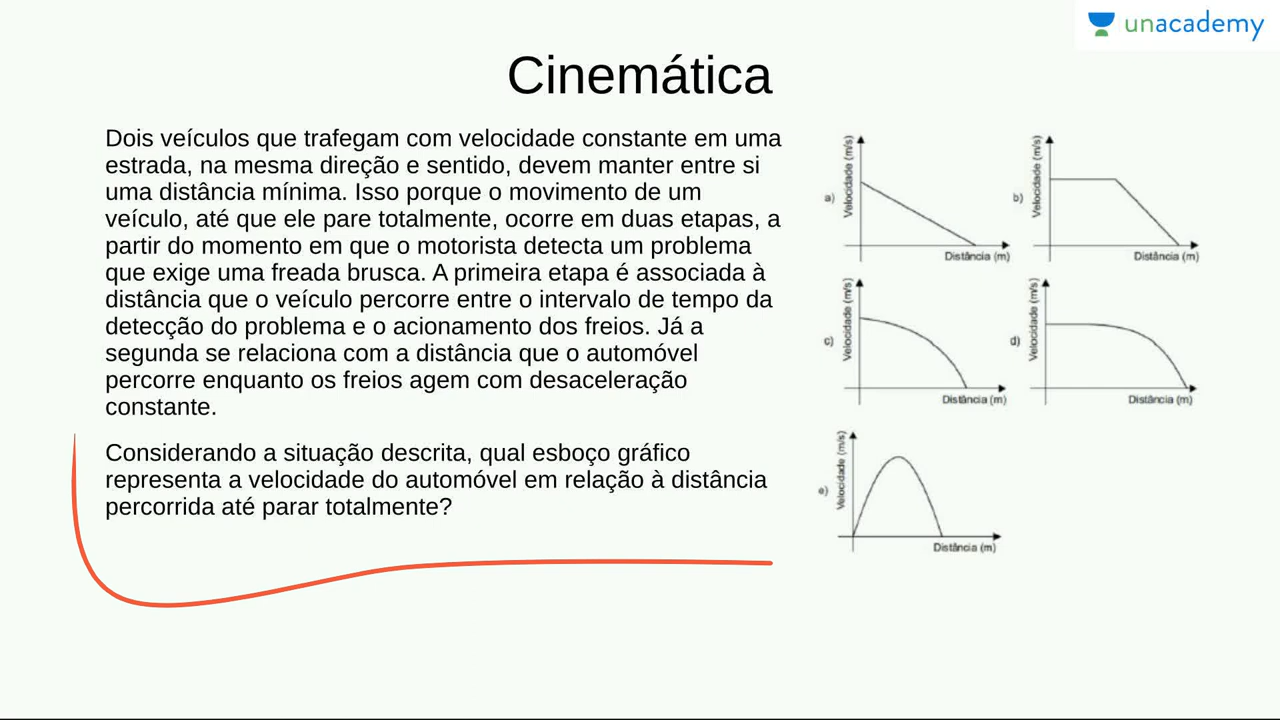 unacademy
Cinemática
Dois veículos que trafegam com velocidade constante em uma
estrada, na mesma direção e sentido, devem manter entre si
uma distância mínima. Isso porque o movimento de um
veículo, até que ele pare totalmente, ocorre em duas etapas, a
partir do momento em que o motorista detecta um problema
que exige uma freada brusca. A primeira etapa é associada à
distância que o veículo percorre entre o intervalo de tempo da
detecção do problema e o acionamento dos freios. Já a
segunda se relaciona com a distância que o automóvel
percorre enquanto os freios agem com desaceleração
constante.
Considerando a situação descrita, qual esboço gráfico
representa a velocidade do automóvel em relação à distância
percorrida até parar totalmente?
a)
Velocidade (m/s)
Distância (m)
b)
Velocidade (m/s)
Distância (m)
c)
Velocidade (m/s)
Distância (m)
d)
Velocidade (m/s)
Distância (m)
e)
Velocidade (m/s)
Distância (m)